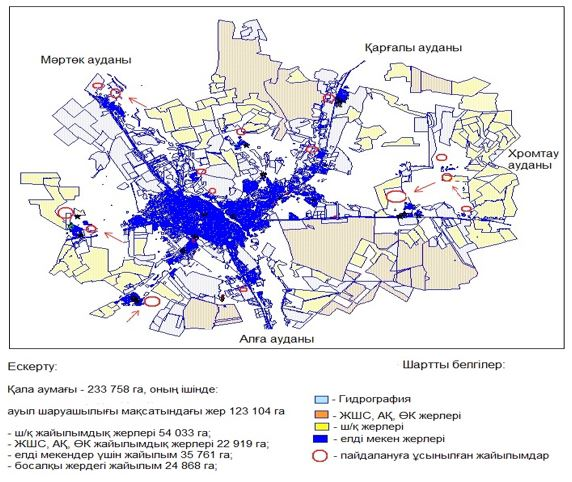 Мәртөк ауданы
Қарғалы ауданы
Хромтау
ауданы
Алға ауданы
Ескерту:
Қала аумағы - 233 758 га, оның ішінде:
ауыл шаруашылығы мақсатындағы жер 123 104 га
- ш/қ жайылымдық жерлері 54 033 га;
- ЖШС, АҚ, ӨК жайылымдық жерлері 22 919 га;
- елді мекендер үшін жайылым 35 761 га;
- босалқы жердегі жайылым 24 868 га;
Шартты белгілер:
- Гидрография
- ЖШС, АҚ, ӨК жерлері
- ш/қ жерлері
- елді мекен жерлері
- пайдалануға ұсынылған жайылымдар